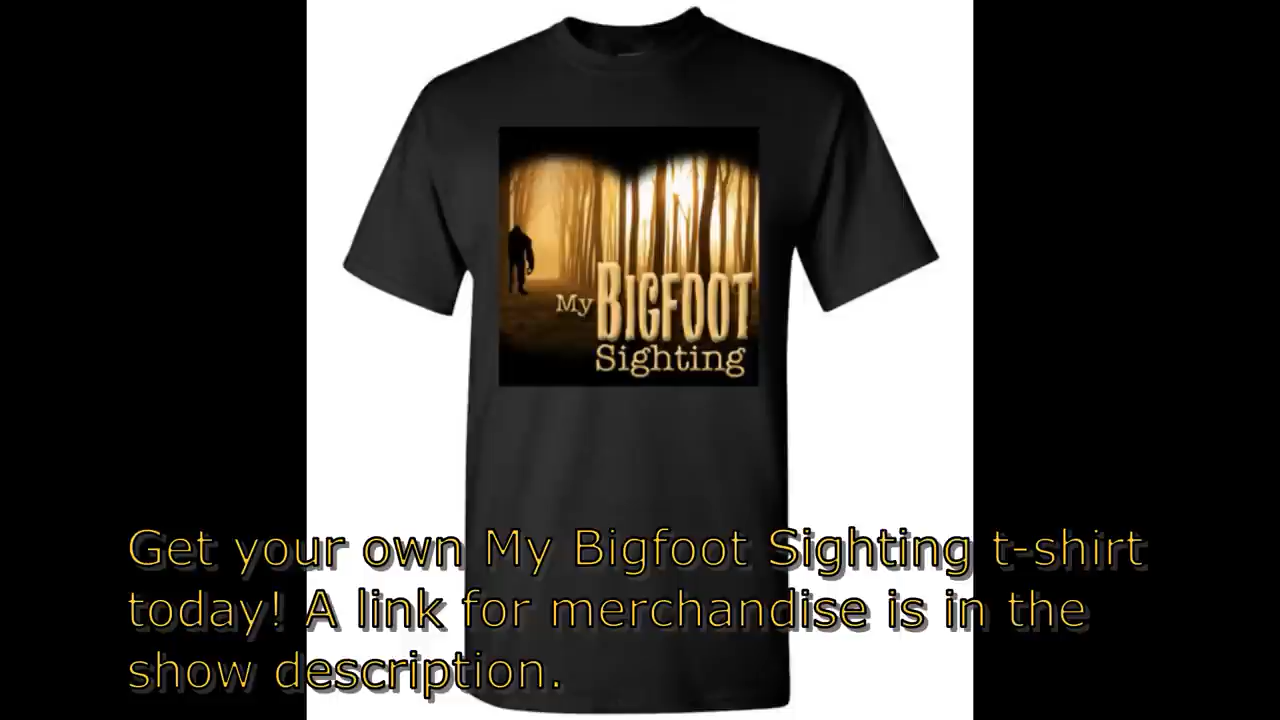 My BIGFOOT
Sighting
Get your own My Bigfoot Sighting t-shirt
today! A link for merchandise is in the
show description.